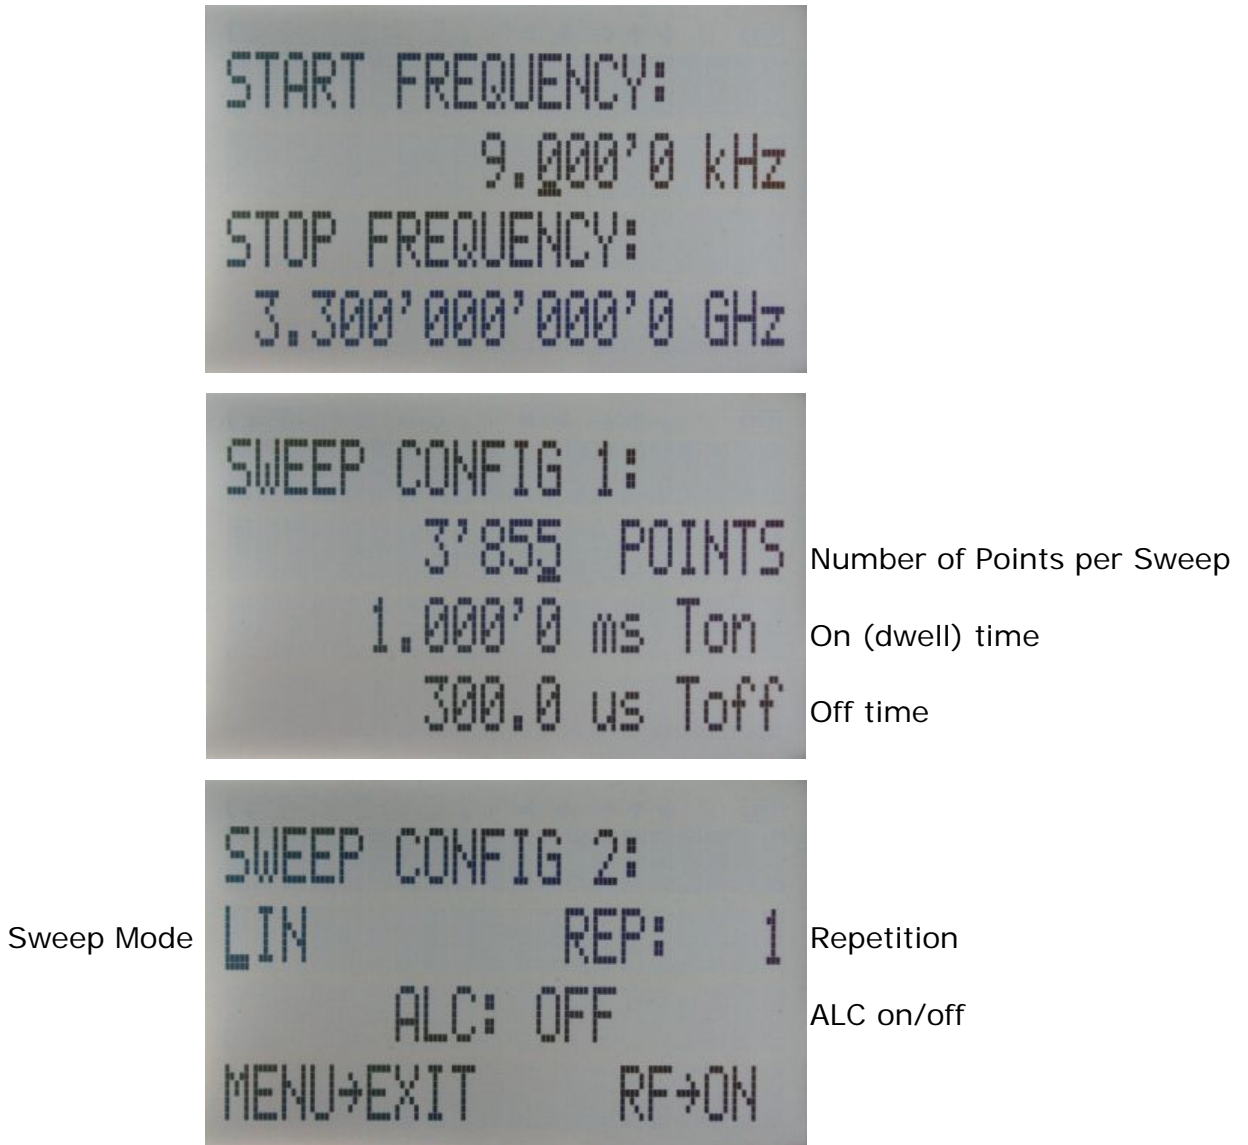 START FREQUENCY:
9.000'0 kHz
STOP FREQUENCY:
3.300'000'000'0 GHz
SWEEP CONFIG 1:
3'855 POINTS Number of Points per Sweep
1.000'0 ms Ton On (dwell) time
300.0 us Toff Off time
SWEEP CONFIG 2:
Sweep Mode LIN REP: 1 Repetition
ALC: OFF ALC on/off
MENU→EXIT RF→ON